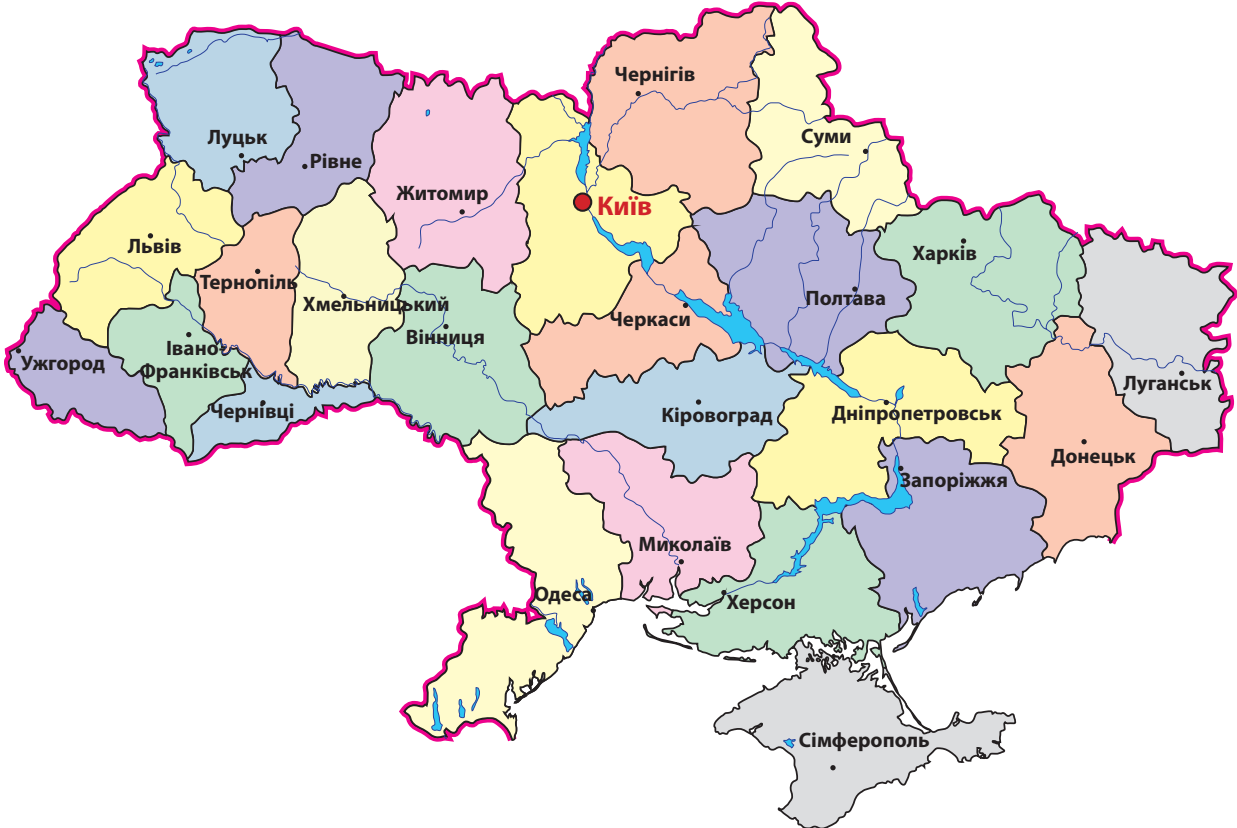 Чернігів
Суми
Луцьк
Рівне
Житомир
Київ
Львів
Харків
Тернопіль
Хмельницький
Полтава
Черкаси
Вінниця
Івано-
Франківськ
Ужгород
Луганськ
Чернівці
Кіровоград
Дніпропетровськ
Донецьк
Запоріжжя
Миколаїв
Одеса
Херсон
Сімферополь